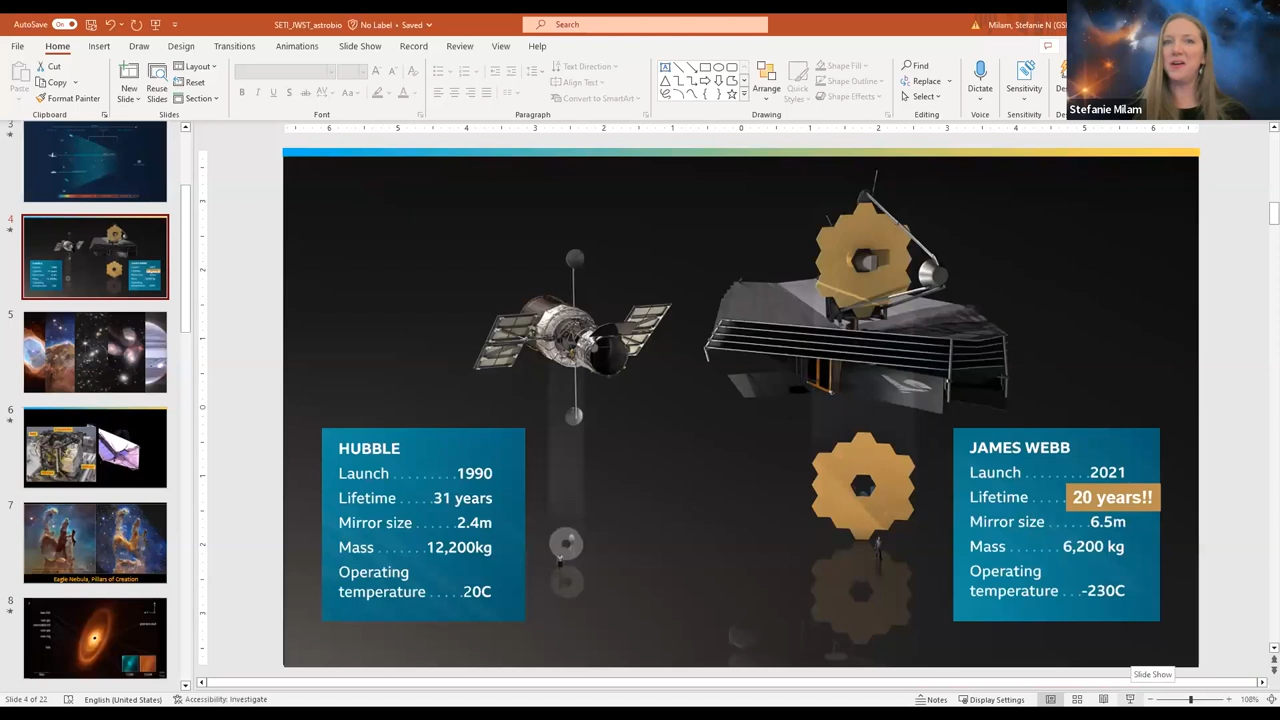 AutoSave On SETI_JWST_astrobio No Label • Saved Search Milam, Stefanie N (GS
File Home Insert Draw Design Transitions Animations Slide Show Record Review View Help
Paste Cut Copy Format Painter
Clipboard
New Slide Reuse Slides Layout Reset Section
Slides
Font
Text Direction Align Text Convert to SmartArt
Paragraph
Arrange Quick Styles Shape Fill Shape Outline Shape Effects
Drawing
Find Replace Select
Editing
Dictate
Voice
Sensitivity
Sensitivity
Stefanie Milam
4
5
6
7
Eagle Nebula, Pillars of Creation
8
HUBBLE
Launch . . . . . . . . 1990
Lifetime . . . . . 31 years
Mirror size . . . . . 2.4m
Mass . . . . . . . 12,200kg
Operating
temperature . . . . . 20C
JAMES WEBB
Launch . . . . . . . . . 2021
Lifetime . . . . . 20 years!!
Mirror size . . . . . . 6.5m
Mass . . . . . . . . 6,200 kg
Operating
temperature . . . -230C
Slide Show
Slide 4 of 22 English (United States) Accessibility: Investigate Notes Display Settings 108%